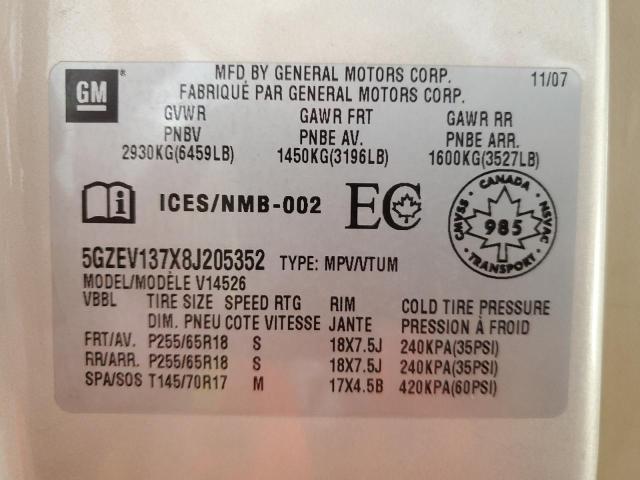 GM
MFD BY GENERAL MOTORS CORP. 11/07
FABRIQUÉ PAR GENERAL MOTORS CORP.
GVWR GAWR FRT GAWR RR
PNBV PNBE AV. PNBE ARR.
2930KG(6459LB) 1450KG(3196LB) 1600KG(3527LB)
i ICES/NMB-002 EC
CANADA
CMVSS 985 NSVAC
TRANSPORT
5GZEV137X8J205352 TYPE: MPV/VTUM
MODEL/MODÈLE V14526
VBBL TIRE SIZE SPEED RTG RIM COLD TIRE PRESSURE
DIM. PNEU COTE VITESSE JANTE PRESSION À FROID
FRT/AV. P255/65R18 S 18X7.5J 240KPA(35PSI)
RR/ARR. P255/65R18 S 18X7.5J 240KPA(35PSI)
SPA/SOS T145/70R17 M 17X4.5B 420KPA(60PSI)